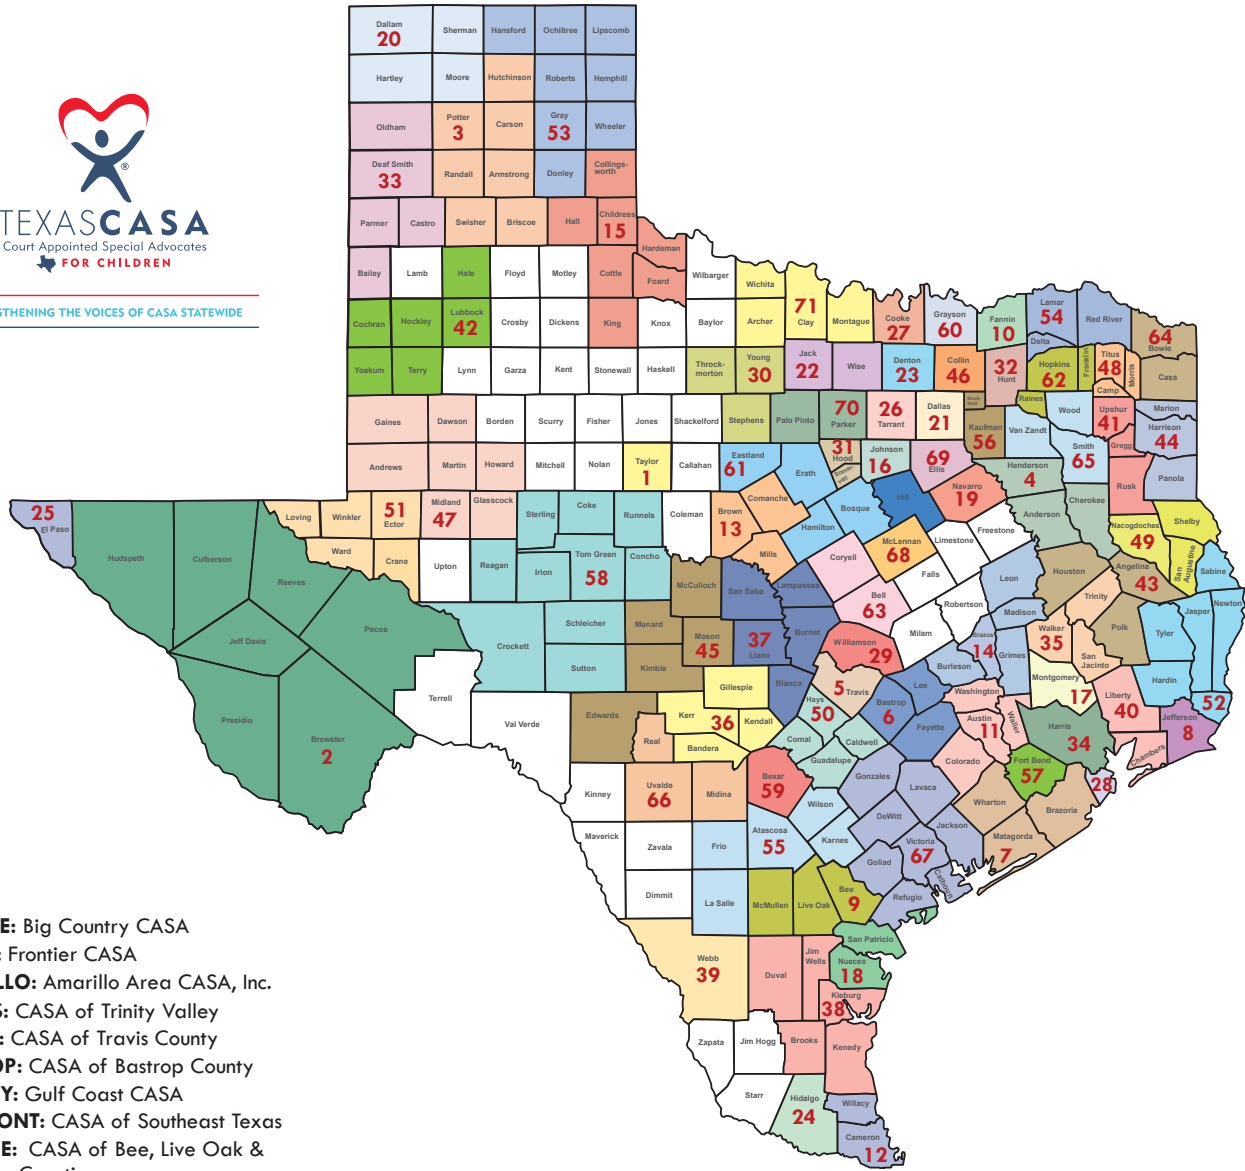 TEXASCASA
Court Appointed Special Advocates
FOR CHILDREN
GTHENING THE VOICES OF CASA STATEWIDE
Dallam
20
Sherman
Hansford
Ochiltree
Lipscomb
Hartley
Moore
Hutchinson
Roberts
Hemphill
Oldham
Potter
3
Carson
Gray
53
Wheeler
Deaf Smith
33
Randall
Armstrong
Donley
Collings-
worth
Parmer
Castro
Swisher
Briscoe
Hall
Childress
15
Hardeman
Bailey
Lamb
Hale
Floyd
Motley
Cottle
Foard
Wilbarger
Wichita
Cochran
Hockley
Lubbock
42
Crosby
Dickens
King
Knox
Baylor
Archer
71
Clay
Montague
Cooke
27
Grayson
60
Fannin
10
Lamar
54
Red River
64
Bowie
Delta
Yoakum
Terry
Lynn
Garza
Kent
Stonewall
Haskell
Throck-
morton
Young
30
Jack
22
Wise
Denton
23
Collin
46
32
Hunt
Hopkins
62
Franklin
Titus
48
Morris
Cass
Camp
Gaines
Dawson
Borden
Scurry
Fisher
Jones
Shackelford
Stephens
Palo Pinto
70
Parker
26
Tarrant
Dallas
21
Rock-
Wall
Kaufman
56
Raines
Van Zandt
Wood
Upshur
41
Marion
Harrison
44
Gregg
Smith
65
Andrews
Martin
Howard
Mitchell
Nolan
Taylor
1
Callahan
Eastland
61
Erath
31
Hood
Somer-
vell
Johnson
16
69
Ellis
Henderson
4
Navarro
19
Rusk
Panola
25
El Paso
Hudspeth
Culberson
Reeves
Loving
Winkler
51
Ector
Midland
47
Glasscock
Sterling
Coke
Runnels
Coleman
Brown
13
Comanche
Hamilton
Bosque
Hill
Freestone
Anderson
Cherokee
Nacogdoches
49
Shelby
Ward
Crane
Upton
Reagan
Irion
Tom Green
58
Concho
McCulloch
San Saba
Mills
Lampassas
Coryell
McLennan
68
Limestone
Falls
Leon
Houston
Angelina
43
San
Augustine
Sabine
Jeff Davis
Pecos
Crockett
Schleicher
Menard
Mason
45
37
Llano
Burnet
Bell
63
Robertson
Milam
Madison
Trinity
Polk
Tyler
Jasper
Newton
Presidio
Brewster
2
Terrell
Val Verde
Sutton
Kimble
Edwards
Gillespie
Blanco
Williamson
29
Brazos
14
Grimes
Walker
35
San
Jacinto
Hardin
52
Kerr
36
Kendall
Real
Bandera
Hays
50
5
Travis
Lee
Bastrop
6
Burleson
Washington
Montgomery
17
Liberty
40
Jefferson
8
Chambers
Comal
Caldwell
Guadalupe
Fayette
Austin
11
Waller
Harris
34
Kinney
Uvalde
66
Midina
Bexar
59
Wilson
Gonzales
Lavaca
Colorado
Fort Bend
57
28
Wharton
Brazoria
Maverick
Zavala
Frio
Atascosa
55
Karnes
DeWitt
Jackson
Matagorda
7
Victoria
67
Goliad
Calhoun
Dimmit
La Salle
McMullen
Live Oak
Bee
9
Refugio
San Patricio
Webb
39
Duval
Jim
Wells
Nueces
18
Kleburg
38
Zapata
Jim Hogg
Brooks
Kenedy
Starr
Hidalgo
24
Willacy
Cameron
12
E: Big Country CASA
: Frontier CASA
LLO: Amarillo Area CASA, Inc.
S: CASA of Trinity Valley
: CASA of Travis County
OP: CASA of Bastrop County
Y: Gulf Coast CASA
ONT: CASA of Southeast Texas
E: CASA of Bee, Live Oak &